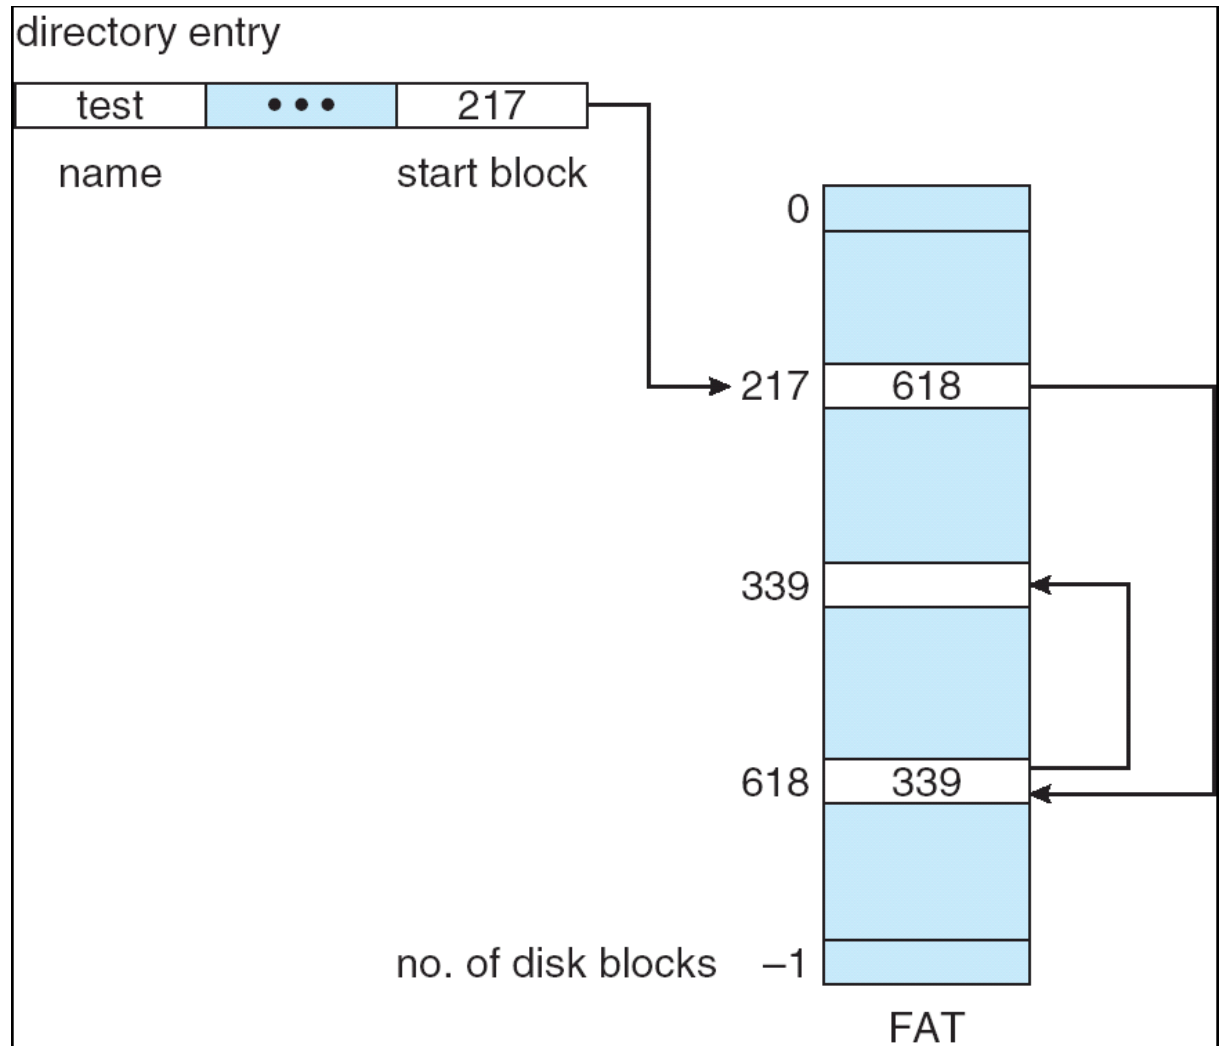 directory entry
test ••• 217
name start block
0
217 618
339
618 339
no. of disk blocks –1
FAT